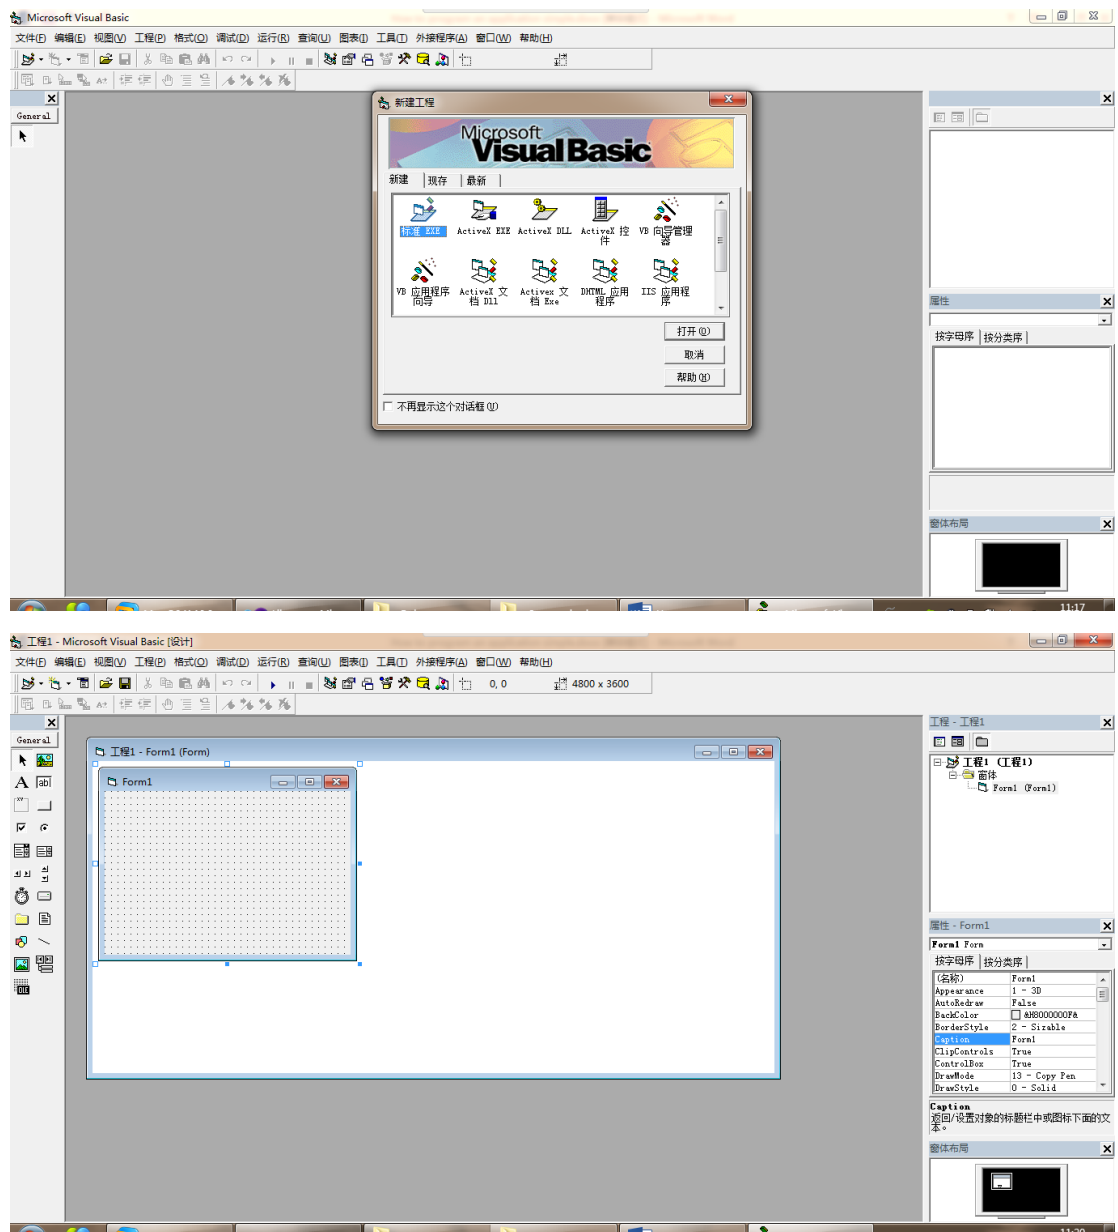 Microsoft Visual Basic
文件(F) 编辑(E) 视图(V) 工程(P) 格式(O) 调试(D) 运行(R) 查询(U) 图表(I) 工具(T) 外接程序(A) 窗口(W) 帮助(H)
General
新建工程
Microsoft
Visual Basic
新建 现存 最新
标准 EXE ActiveX EXE ActiveX DLL ActiveX 控件 VB 向导管理器
VB 应用程序向导 ActiveX 文档 Dll Activex 文档 Exe DHTML 应用程序 IIS 应用程序
打开(O)
取消
帮助(H)
不再显示这个对话框(U)
属性
按字母序 按分类序
窗体布局
11:17
工程1 - Microsoft Visual Basic [设计]
文件(F) 编辑(E) 视图(V) 工程(P) 格式(O) 调试(D) 运行(R) 查询(U) 图表(I) 工具(T) 外接程序(A) 窗口(W) 帮助(H)
0, 0 4800 x 3600
General
工程1 - Form1 (Form)
Form1
A ab
OLE
工程 - 工程1
工程1 (工程1)
窗体
Form1 (Form1)
属性 - Form1
Form1 Form
按字母序 按分类序
(名称) Form1
Appearance 1 - 3D
AutoRedraw False
BackColor &H8000000F&
BorderStyle 2 - Sizable
Caption Form1
ClipControls True
ControlBox True
DrawMode 13 - Copy Pen
DrawStyle 0 - Solid
Caption
返回/设置对象的标题栏中或图标下面的文本。
窗体布局